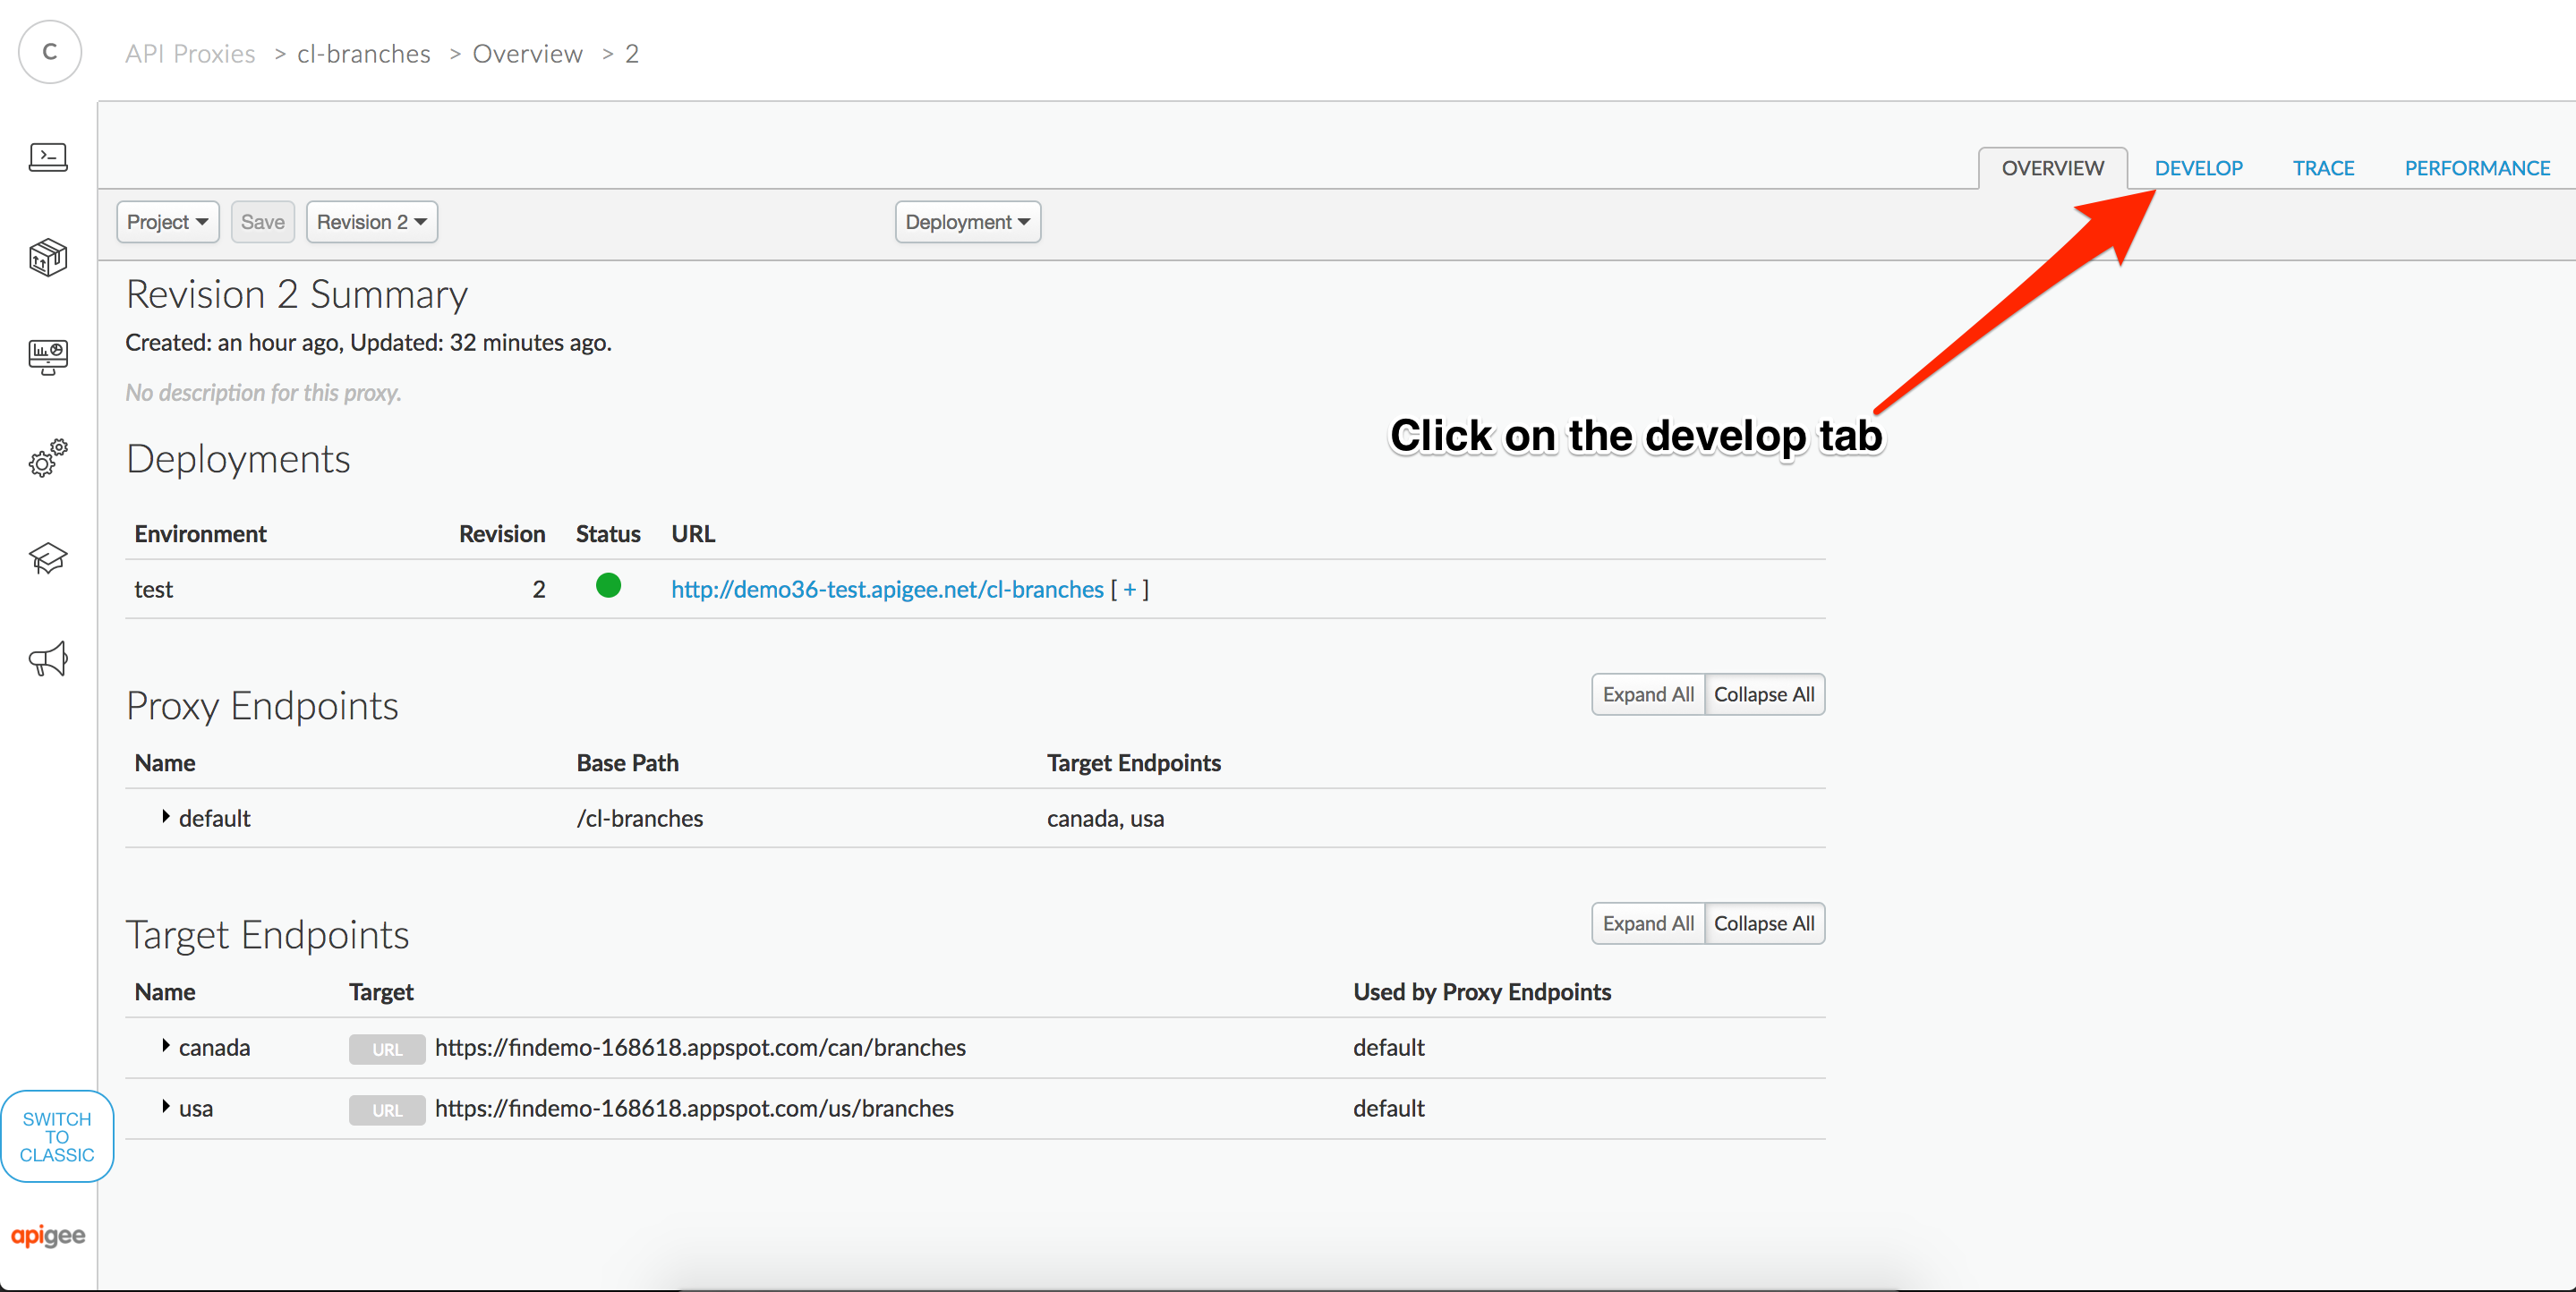 C
API Proxies > cl-branches > Overview > 2
OVERVIEW DEVELOP TRACE PERFORMANCE
Project Save Revision 2 Deployment
Revision 2 Summary
Created: an hour ago, Updated: 32 minutes ago.
No description for this proxy.
Click on the develop tab
Deployments
Environment Revision Status URL
test 2 http://demo36-test.apigee.net/cl-branches [ + ]
Proxy Endpoints
Expand All Collapse All
Name Base Path Target Endpoints
default /cl-branches canada, usa
Target Endpoints
Expand All Collapse All
Name Target Used by Proxy Endpoints
canada URL https://findemo-168618.appspot.com/can/branches default
usa URL https://findemo-168618.appspot.com/us/branches default
SWITCH
TO
CLASSIC
apigee